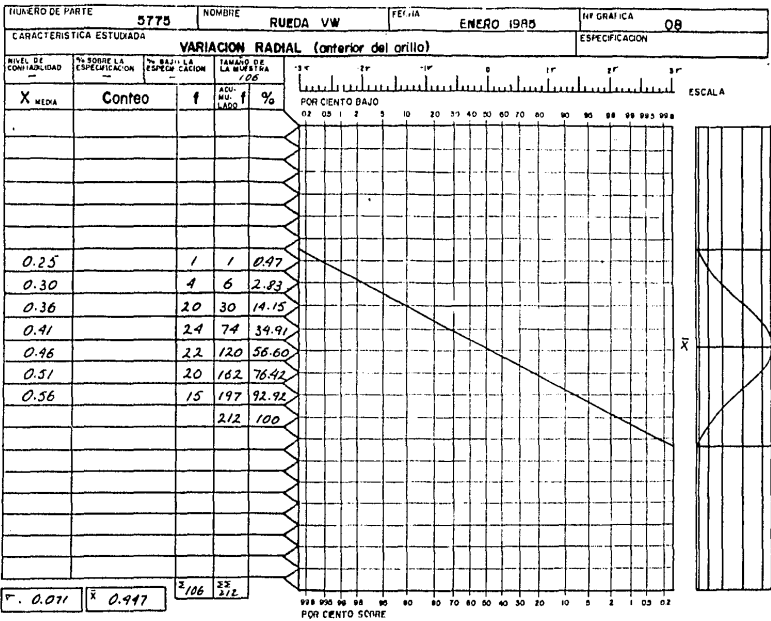 NUMERO DE PARTE 5775 NOMBRE RUEDA VW FECHA ENERO 1985 Nº GRAFICA 08
CARACTERISTICA ESTUDIADA VARIACION RADIAL (anterior del arillo) ESPECIFICACION
NIVEL DE CONFIABILIDAD — % SOBRE LA ESPECIFICACION — % BAJO LA ESPECIFICACION — TAMAÑO DE LA MUESTRA 106
X MEDIA Conteo f ACU-MU-LADO f %
ESCALA
POR CIENTO BAJO
0.2 0.5 1 2 5 10 20 30 40 50 60 70 80 90 95 98 99 99.5 99.8
0.25 1 1 0.47
0.30 4 6 2.83
0.36 20 30 14.15
0.41 24 74 34.91
0.46 22 120 56.60
0.51 20 162 76.42
0.56 15 197 92.92
212 100
X̄
Σ 106 ΣΣ 212
0.071 X̄ 0.447
99.8 99.5 99 98 95 90 80 70 60 50 40 30 20 10 5 2 1 0.5 0.2
POR CIENTO SOBRE